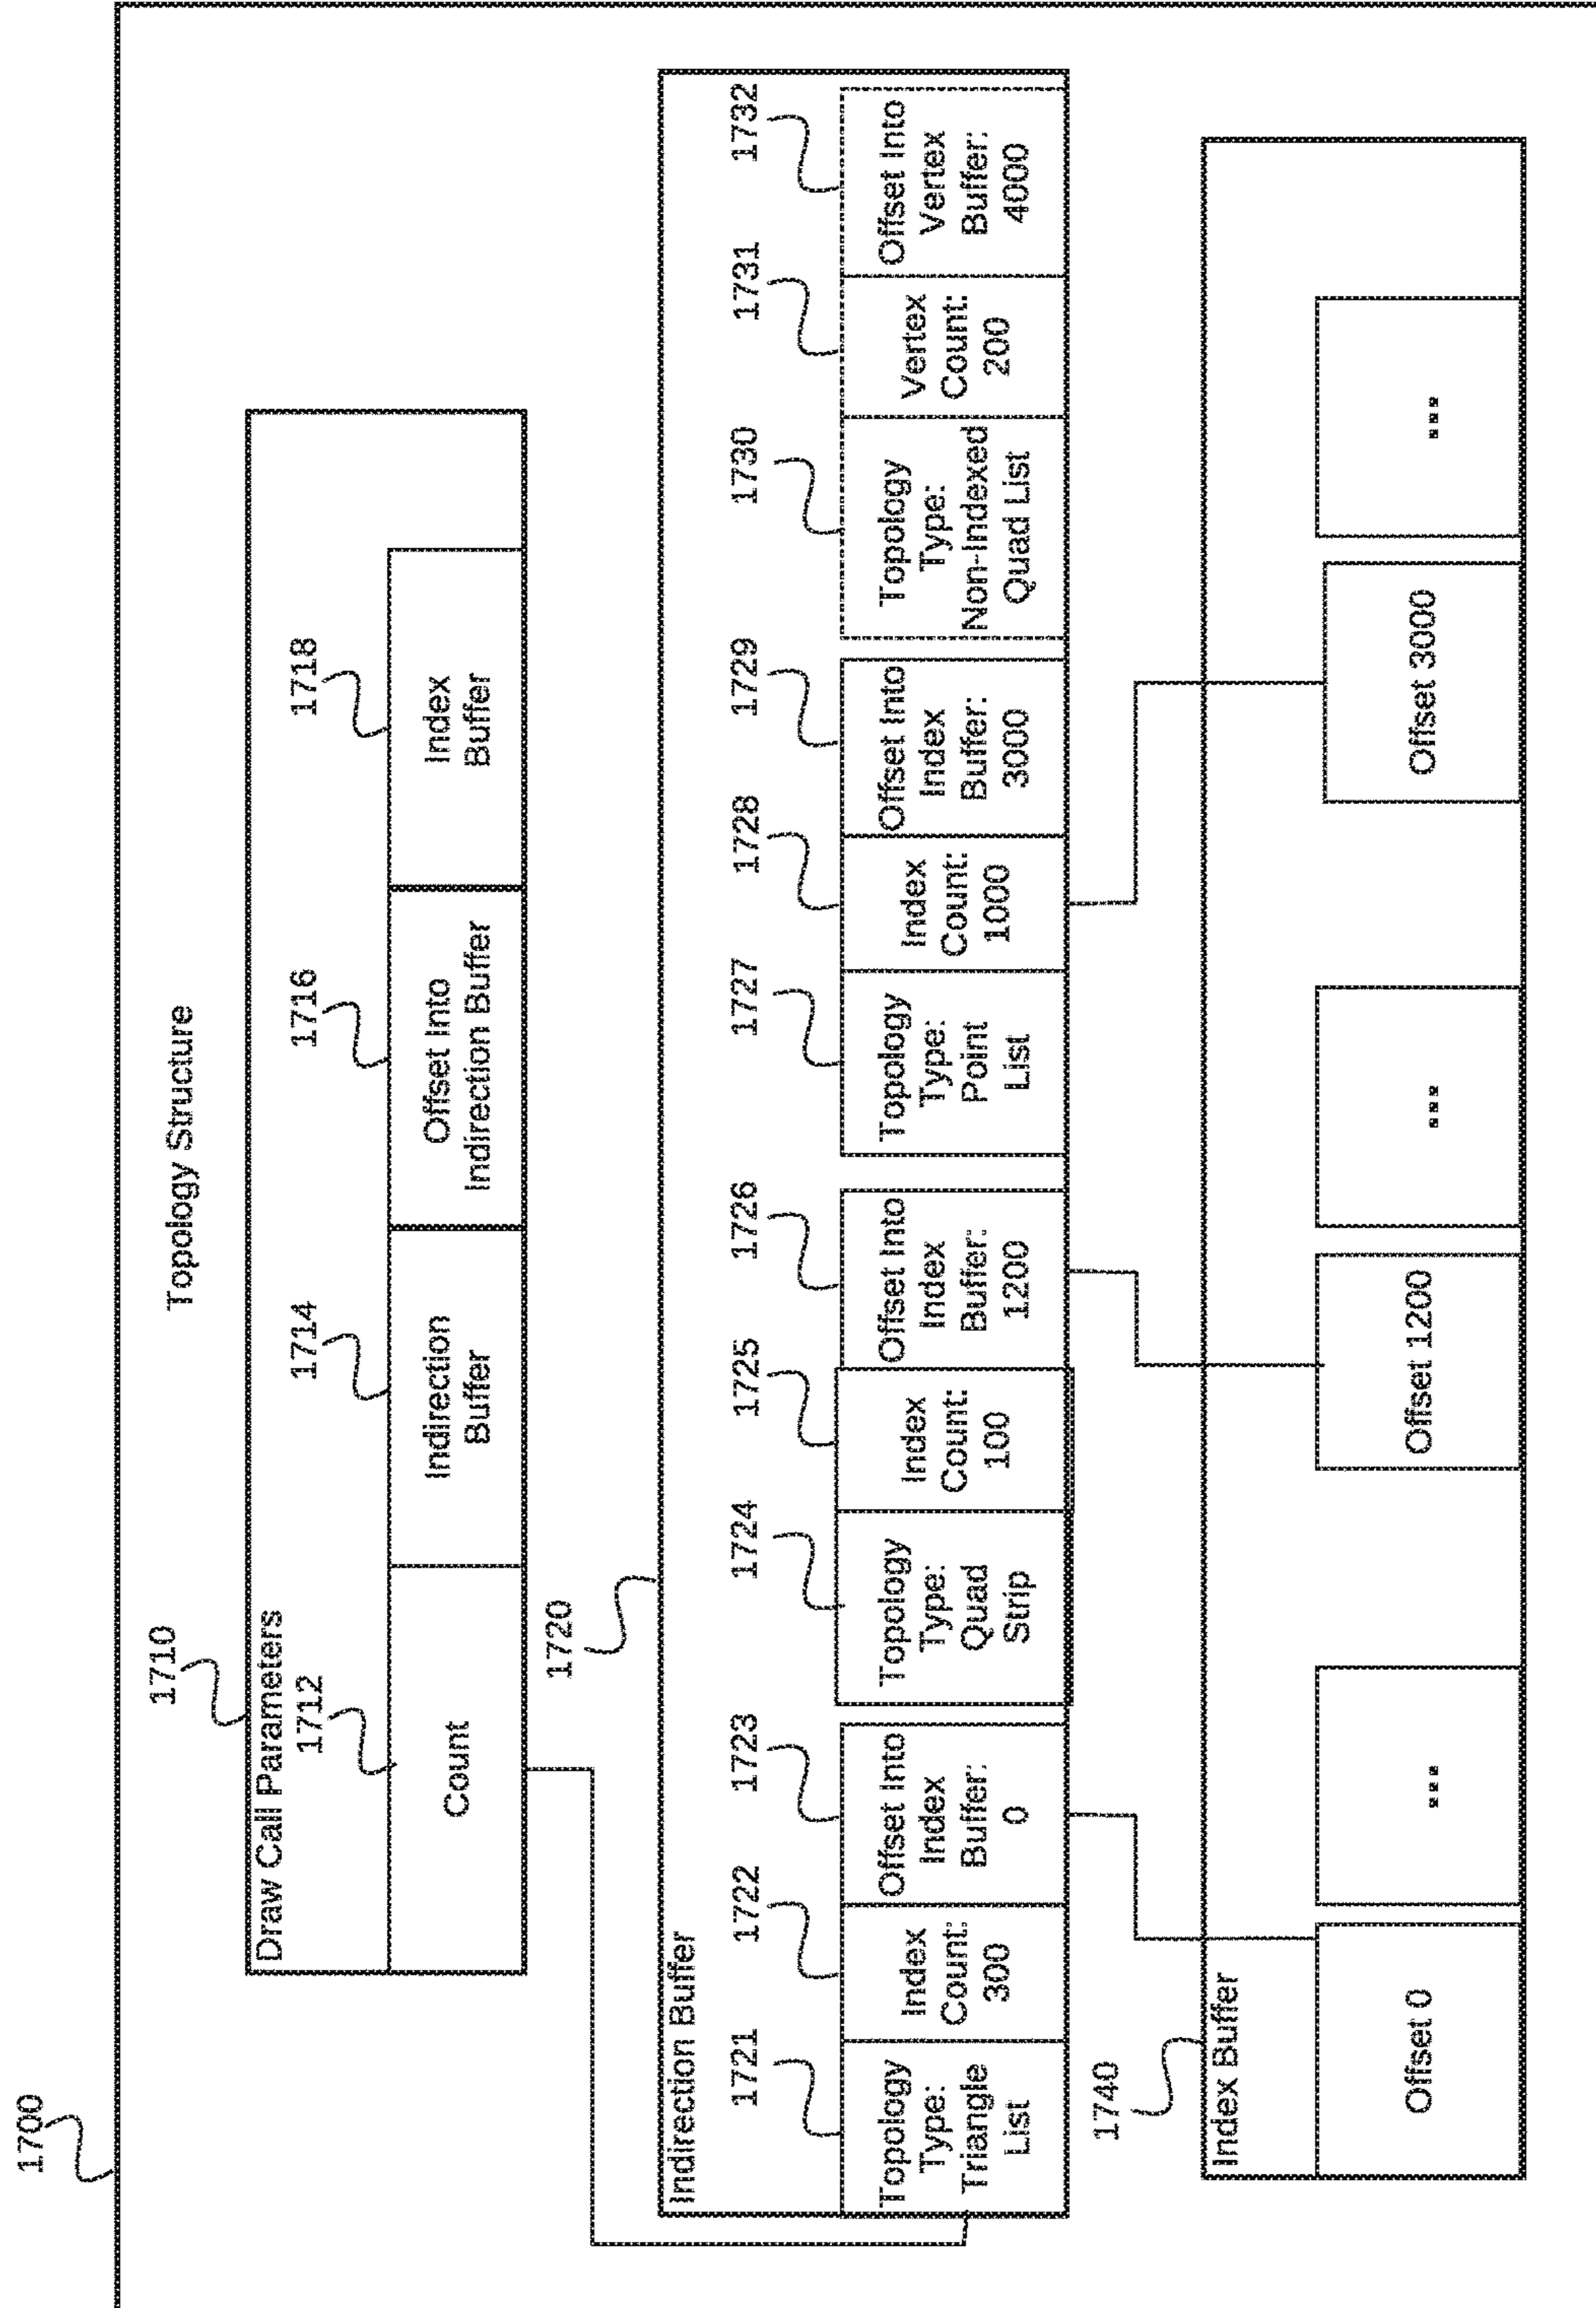 1700
Topology Structure
1710
Draw Call Parameters
1712
1714
1716
1718
Count
Indirection
Buffer
Offset Into
Indirection Buffer
Index
Buffer
1720
Indirection Buffer
1721
1722
1723
1724
1725
1726
1727
1728
1729
1730
1731
1732
Topology
Type:
Triangle
List
Index
Count:
300
Offset Into
Index
Buffer:
0
Topology
Type:
Quad
Strip
Index
Count:
100
Offset Into
Index
Buffer:
1200
Topology
Type:
Point
List
Index
Count:
1000
Offset Into
Index
Buffer:
3000
Topology
Type:
Non-Indexed
Quad List
Vertex
Count:
200
Offset Into
Vertex
Buffer:
4000
1740
Index Buffer
Offset 0
...
Offset 1200
...
Offset 3000
...